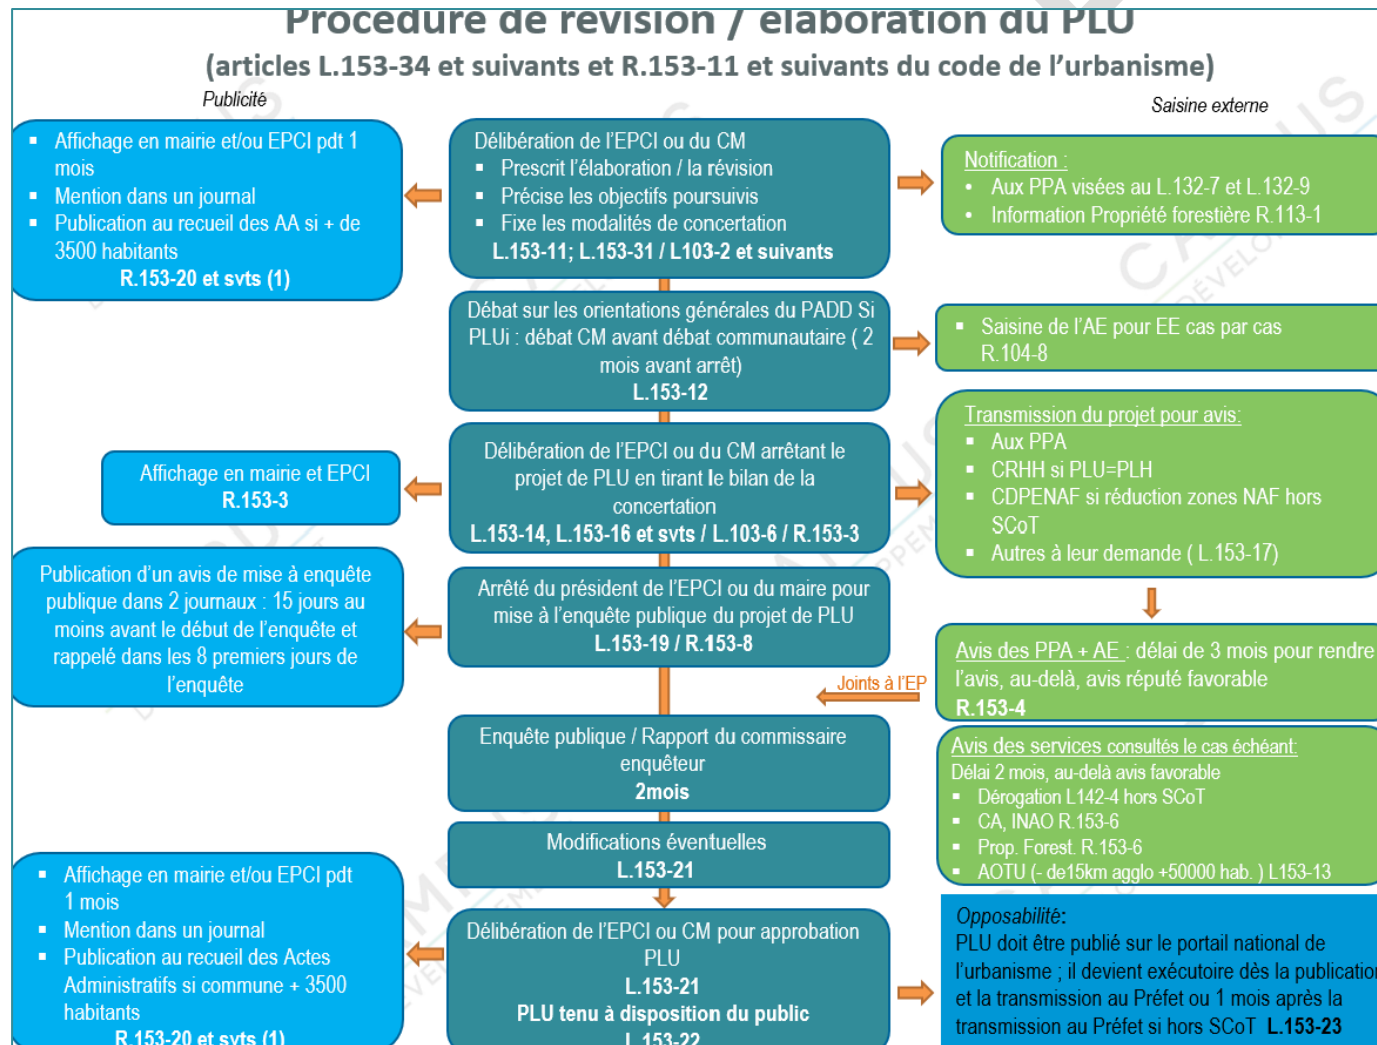 Procédure de révision / élaboration du PLU
(articles L.153-34 et suivants et R.153-11 et suivants du code de l’urbanisme)
Publicité
Saisine externe
▪ Affichage en mairie et/ou EPCI pdt 1
mois
▪ Mention dans un journal
▪ Publication au recueil des AA si + de
3500 habitants
R.153-20 et svts (1)
Délibération de l’EPCI ou du CM
▪ Prescrit l’élaboration / la révision
▪ Précise les objectifs poursuivis
▪ Fixe les modalités de concertation
L.153-11; L.153-31 / L103-2 et suivants
Notification :
• Aux PPA visées au L.132-7 et L.132-9
• Information Propriété forestière R.113-1
Débat sur les orientations générales du PADD Si
PLUi : débat CM avant débat communautaire ( 2
mois avant arrêt)
L.153-12
▪ Saisine de l’AE pour EE cas par cas
R.104-8
Affichage en mairie et EPCI
R.153-3
Délibération de l’EPCI ou du CM arrêtant le
projet de PLU en tirant le bilan de la
concertation
L.153-14, L.153-16 et svts / L.103-6 / R.153-3
Transmission du projet pour avis:
▪ Aux PPA
▪ CRHH si PLU=PLH
▪ CDPENAF si réduction zones NAF hors
SCoT
▪ Autres à leur demande ( L.153-17)
Publication d’un avis de mise à enquête
publique dans 2 journaux : 15 jours au
moins avant le début de l’enquête et
rappelé dans les 8 premiers jours de
l’enquête
Arrêté du président de l’EPCI ou du maire pour
mise à l’enquête publique du projet de PLU
L.153-19 / R.153-8
Avis des PPA + AE : délai de 3 mois pour rendre
l’avis, au-delà, avis réputé favorable
R.153-4
Joints à l’EP
Enquête publique / Rapport du commissaire
enquêteur
2mois
Avis des services consultés le cas échéant:
Délai 2 mois, au-delà avis favorable
▪ Dérogation L142-4 hors SCoT
▪ CA, INAO R.153-6
▪ Prop. Forest. R.153-6
▪ AOTU (- de15km agglo +50000 hab. ) L153-13
Modifications éventuelles
L.153-21
▪ Affichage en mairie et/ou EPCI pdt
1 mois
▪ Mention dans un journal
▪ Publication au recueil des Actes
Administratifs si commune + 3500
habitants
R.153-20 et svts (1)
Délibération de l’EPCI ou CM pour approbation
PLU
L.153-21
PLU tenu à disposition du public
L.153-22
Opposabilité:
PLU doit être publié sur le portail national de
l’urbanisme ; il devient exécutoire dès la publication
et la transmission au Préfet ou 1 mois après la
transmission au Préfet si hors SCoT L.153-23